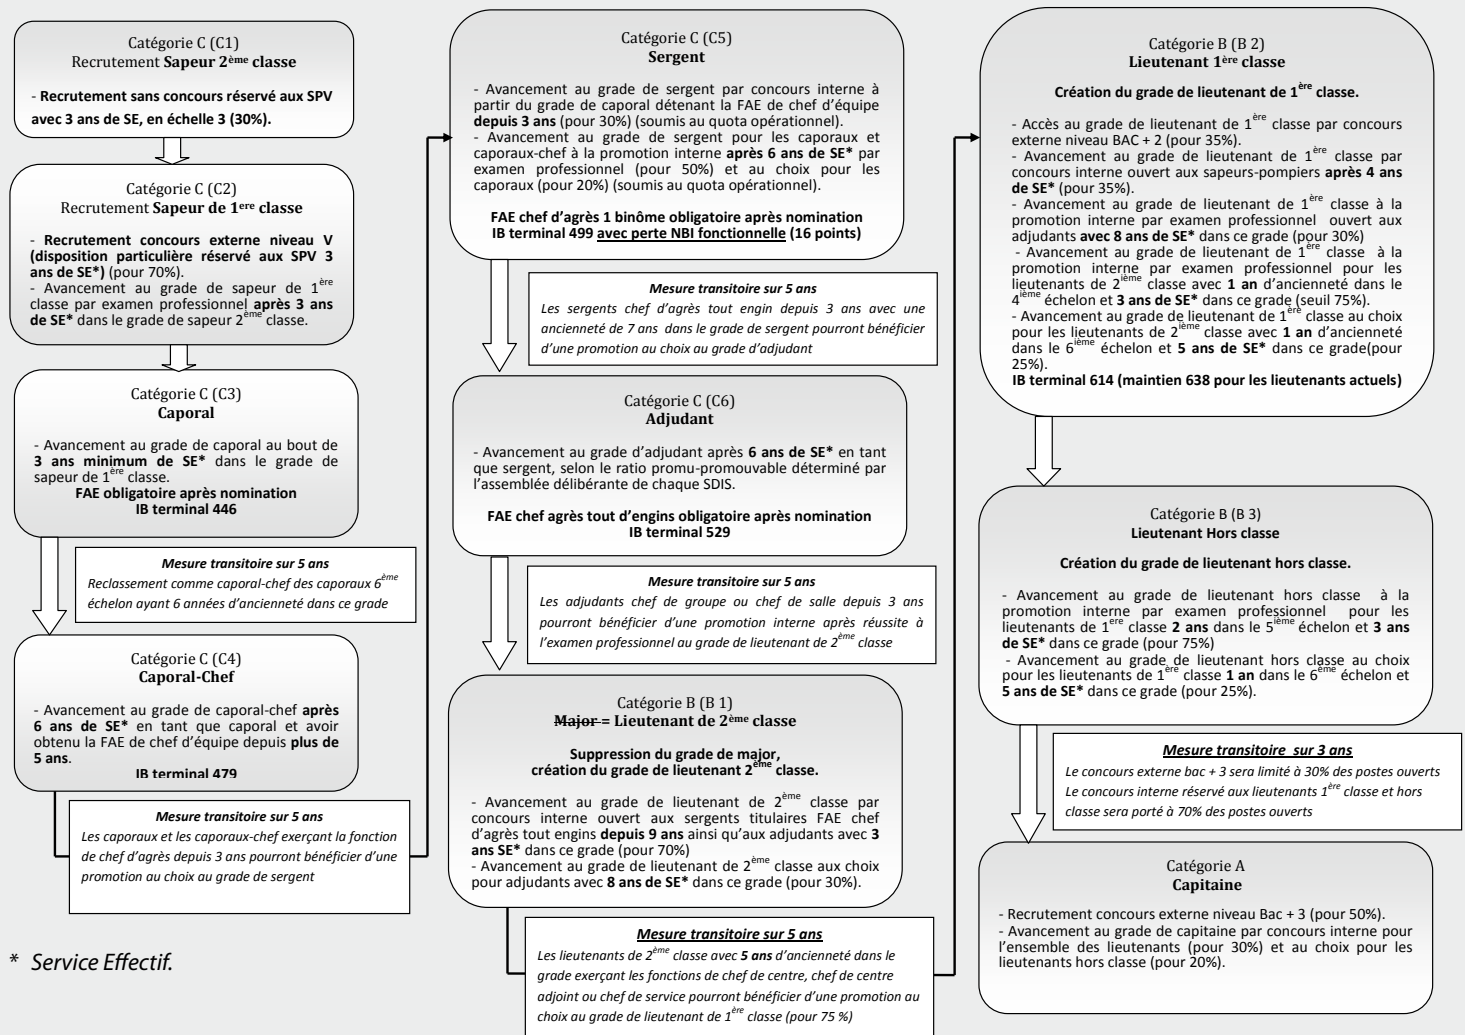 Catégorie C (C1)
Recrutement Sapeur 2ème classe
- Recrutement sans concours réservé aux SPV
avec 3 ans de SE, en échelle 3 (30%).
Catégorie C (C2)
Recrutement Sapeur de 1ere classe
- Recrutement concours externe niveau V
(disposition particulière réservé aux SPV 3
ans de SE*) (pour 70%).
- Avancement au grade de sapeur de 1ère
classe par examen professionnel après 3 ans
de SE* dans le grade de sapeur 2ème classe.
Catégorie C (C3)
Caporal
- Avancement au grade de caporal au bout de
3 ans minimum de SE* dans le grade de
sapeur de 1ère classe.
FAE obligatoire après nomination
IB terminal 446
Mesure transitoire sur 5 ans
Reclassement comme caporal-chef des caporaux 6ème
échelon ayant 6 années d'ancienneté dans ce grade
Catégorie C (C4)
Caporal-Chef
- Avancement au grade de caporal-chef après
6 ans de SE* en tant que caporal et avoir
obtenu la FAE de chef d'équipe depuis plus de
5 ans.
IB terminal 479
Mesure transitoire sur 5 ans
Les caporaux et les caporaux-chef exerçant la fonction
de chef d'agrès depuis 3 ans pourront bénéficier d'une
promotion au choix au grade de sergent
* Service Effectif.
Catégorie C (C5)
Sergent
- Avancement au grade de sergent par concours interne à
partir du grade de caporal détenant la FAE de chef d'équipe
depuis 3 ans (pour 30%) (soumis au quota opérationnel).
- Avancement au grade de sergent pour les caporaux et
caporaux-chef à la promotion interne après 6 ans de SE* par
examen professionnel (pour 50%) et au choix pour les
caporaux (pour 20%) (soumis au quota opérationnel).
FAE chef d'agrès 1 binôme obligatoire après nomination
IB terminal 499 avec perte NBI fonctionnelle (16 points)
Mesure transitoire sur 5 ans
Les sergents chef d'agrès tout engin depuis 3 ans avec une
ancienneté de 7 ans dans le grade de sergent pourront bénéficier
d'une promotion au choix au grade d'adjudant
Catégorie C (C6)
Adjudant
- Avancement au grade d'adjudant après 6 ans de SE* en tant
que sergent, selon le ratio promu-promouvable déterminé par
l'assemblée délibérante de chaque SDIS.
FAE chef agrès tout d'engins obligatoire après nomination
IB terminal 529
Mesure transitoire sur 5 ans
Les adjudants chef de groupe ou chef de salle depuis 3 ans
pourront bénéficier d'une promotion interne après réussite à
l'examen professionnel au grade de lieutenant de 2ème classe
Catégorie B (B 1)
Major = Lieutenant de 2ème classe
Suppression du grade de major,
création du grade de lieutenant 2ème classe.
- Avancement au grade de lieutenant de 2ème classe par
concours interne ouvert aux sergents titulaires FAE chef
d'agrès tout engins depuis 9 ans ainsi qu'aux adjudants avec 3
ans SE* dans ce grade (pour 70%)
- Avancement au grade de lieutenant de 2ème classe aux choix
pour adjudants avec 8 ans de SE* dans ce grade (pour 30%).
Mesure transitoire sur 5 ans
Les lieutenants de 2ème classe avec 5 ans d'ancienneté dans le
grade exerçant les fonctions de chef de centre, chef de centre
adjoint ou chef de service pourront bénéficier d'une promotion au
choix au grade de lieutenant de 1ère classe (pour 75 %)
Catégorie B (B 2)
Lieutenant 1ère classe
Création du grade de lieutenant de 1ère classe.
- Accès au grade de lieutenant de 1ère classe par concours
externe niveau BAC + 2 (pour 35%).
- Avancement au grade de lieutenant de 1ère classe par
concours interne ouvert aux sapeurs-pompiers après 4 ans
de SE* (pour 35%).
- Avancement au grade de lieutenant de 1ère classe à la
promotion interne par examen professionnel ouvert aux
adjudants avec 8 ans de SE* dans ce grade (pour 30%)
- Avancement au grade de lieutenant de 1ère classe à la
promotion interne par examen professionnel pour les
lieutenants de 2ième classe avec 1 an d'ancienneté dans le
4ième échelon et 3 ans de SE* dans ce grade (seuil 75%).
- Avancement au grade de lieutenant de 1ère classe au choix
pour les lieutenants de 2ième classe avec 1 an d'ancienneté
dans le 6ième échelon et 5 ans de SE* dans ce grade(pour
25%).
IB terminal 614 (maintien 638 pour les lieutenants actuels)
Catégorie B (B 3)
Lieutenant Hors classe
Création du grade de lieutenant hors classe.
- Avancement au grade de lieutenant hors classe à la
promotion interne par examen professionnel pour les
lieutenants de 1ere classe 2 ans dans le 5ième échelon et 3 ans
de SE* dans ce grade (pour 75%)
- Avancement au grade de lieutenant hors classe au choix
pour les lieutenants de 1ère classe 1 an dans le 6ème échelon et
5 ans de SE* dans ce grade (pour 25%).
Mesure transitoire sur 3 ans
Le concours externe bac + 3 sera limité à 30% des postes ouverts
Le concours interne réservé aux lieutenants 1ère classe et hors
classe sera porté à 70% des postes ouverts
Catégorie A
Capitaine
- Recrutement concours externe niveau Bac + 3 (pour 50%).
- Avancement au grade de capitaine par concours interne pour
l'ensemble des lieutenants (pour 30%) et au choix pour les
lieutenants hors classe (pour 20%).